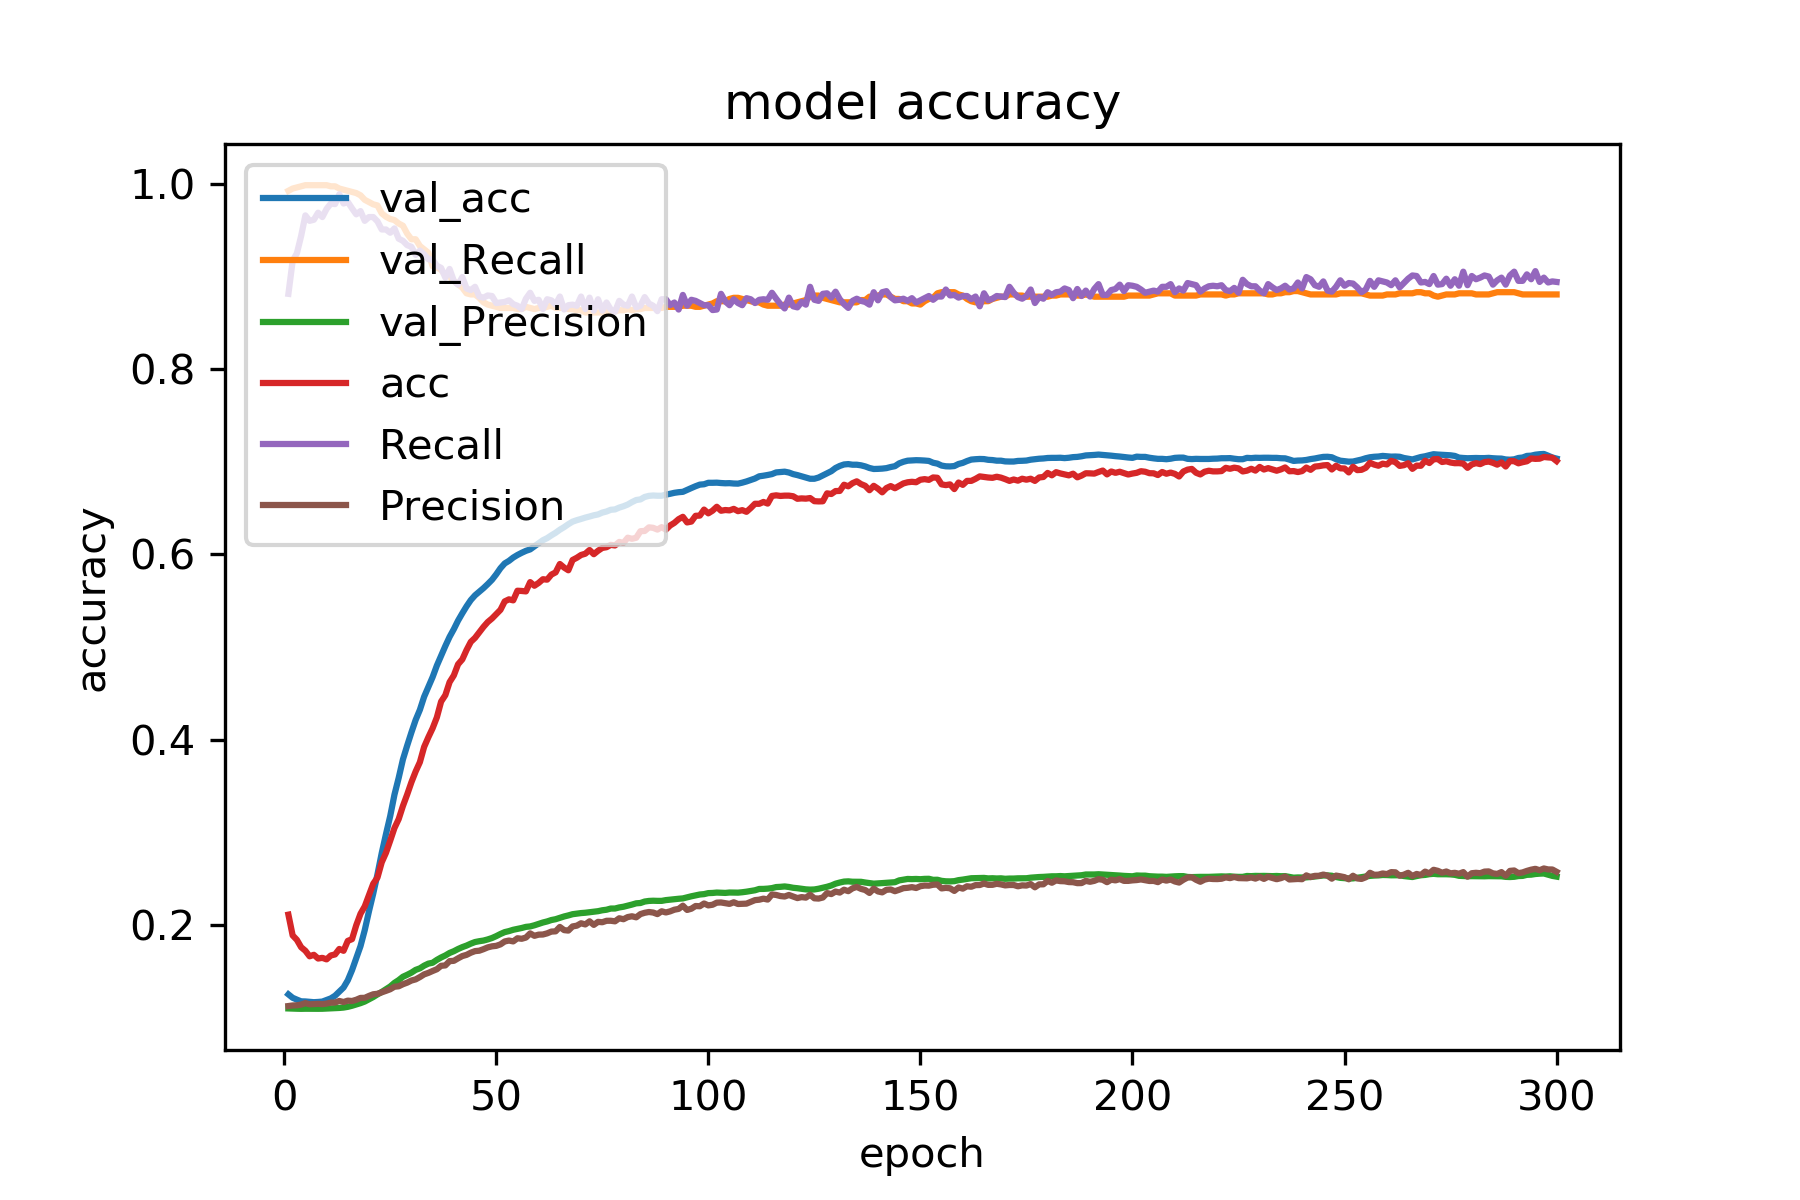 model accuracy
val_acc
val_Recall
val_Precision
acc
Recall
Precision
accuracy
1.0
0.8
0.6
0.4
0.2
0 50 100 150 200 250 300
epoch